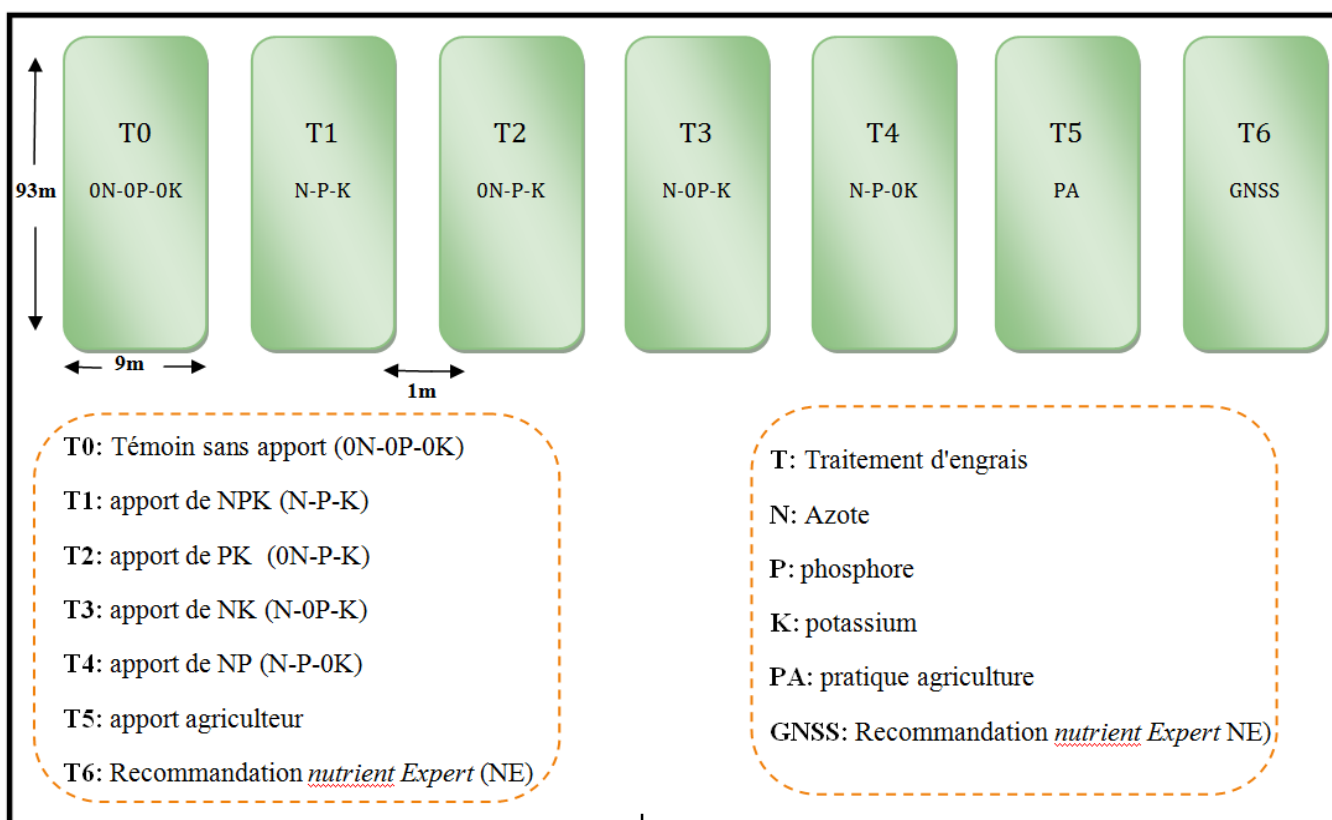 T0 T1 T2 T3 T4 T5 T6
93m 0N-0P-0K N-P-K 0N-P-K N-0P-K N-P-0K PA GNSS
9m
1m
T0: Témoin sans apport (0N-0P-0K)
T1: apport de NPK (N-P-K)
T2: apport de PK (0N-P-K)
T3: apport de NK (N-0P-K)
T4: apport de NP (N-P-0K)
T5: apport agriculteur
T6: Recommandation nutrient Expert (NE)
T: Traitement d'engrais
N: Azote
P: phosphore
K: potassium
PA: pratique agriculture
GNSS: Recommandation nutrient Expert NE)